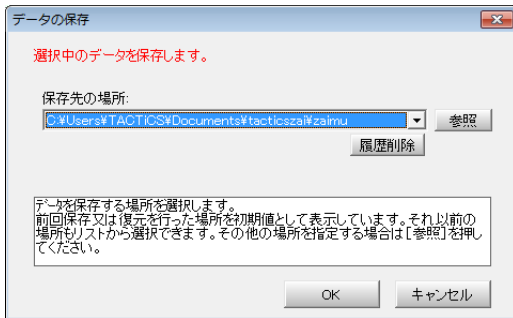 データの保存
選択中のデータを保存します。
保存先の場所:
C:¥Users¥TACTiCS¥Documents¥tacticszai¥zaimu
参照
履歴削除
データを保存する場所を選択します。
前回保存又は復元を行った場所を初期値として表示しています。それ以前の
場所もリストから選択できます。その他の場所を指定する場合は[参照]を押し
てください。
OK
キャンセル